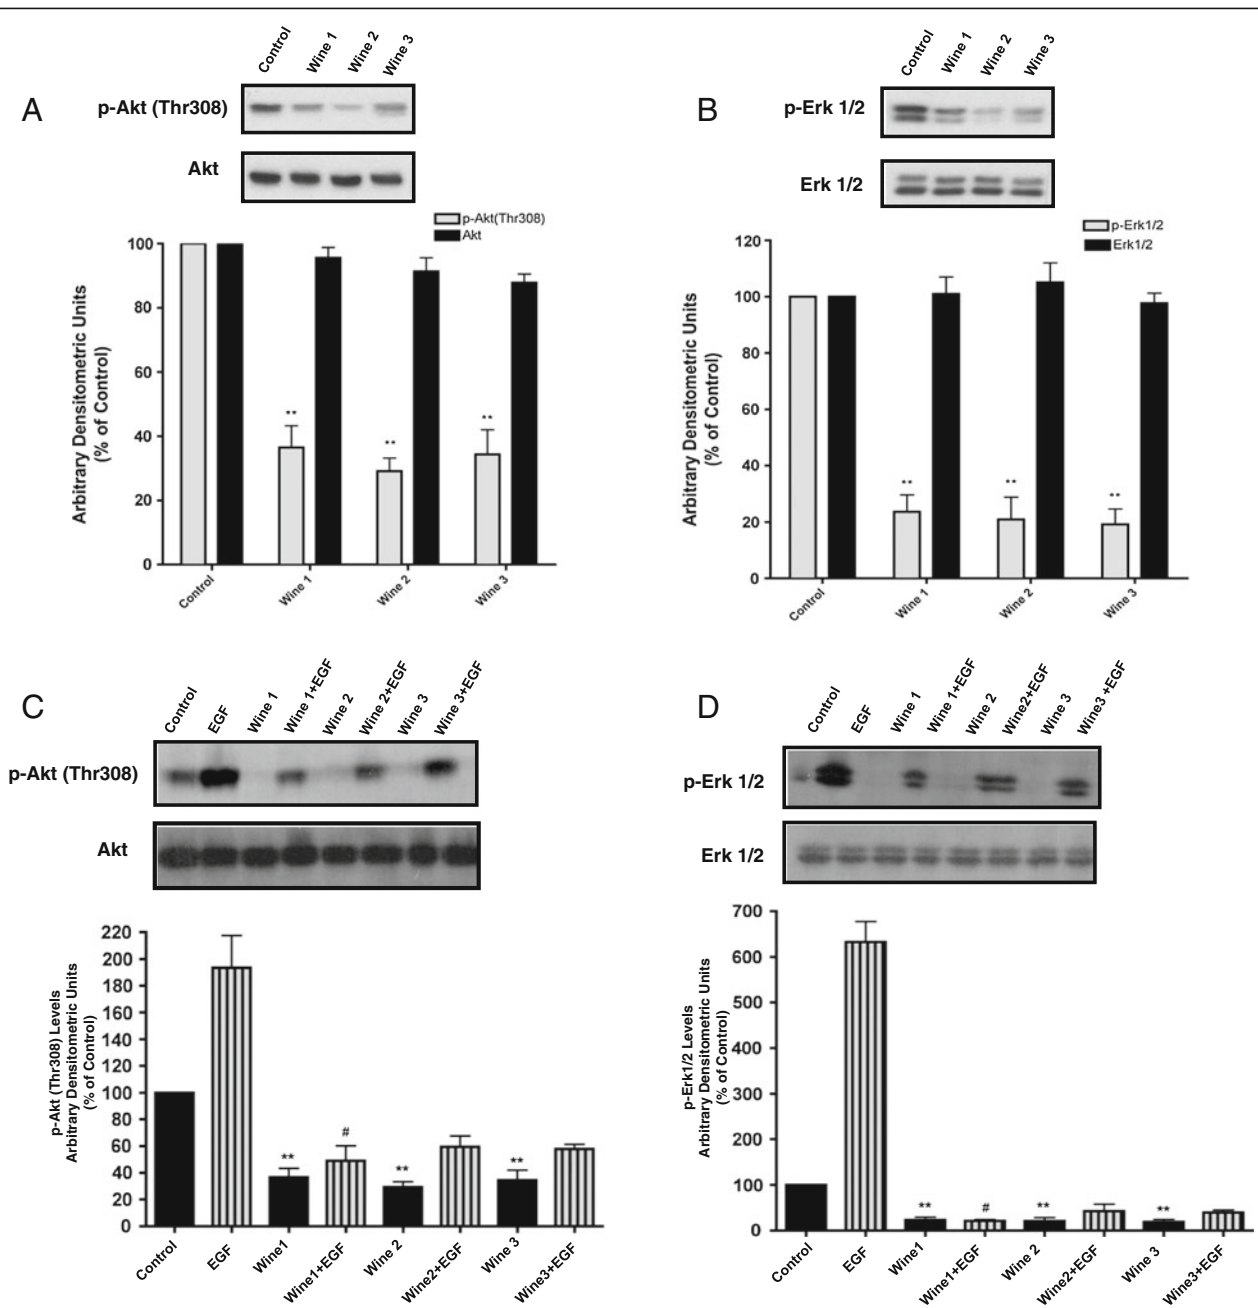 A
Control
Wine 1
Wine 2
Wine 3
p-Akt (Thr308)
Akt
p-Akt(Thr308)
Akt
Arbitrary Densitometric Units
(% of Control)
100
80
60
40
20
0
**
**
**
Control
Wine 1
Wine 2
Wine 3
B
Control
Wine 1
Wine 2
Wine 3
p-Erk 1/2
Erk 1/2
p-Erk1/2
Erk1/2
Arbitrary Densitometric Units
(% of Control)
120
100
80
60
40
20
0
**
**
**
Control
Wine 1
Wine 2
Wine 3
C
Control
EGF
Wine 1
Wine 1+EGF
Wine 2
Wine 2+EGF
Wine 3
Wine 3+EGF
p-Akt (Thr308)
Akt
p-Akt (Thr308) Levels
Arbitrary Densitometric Units
(% of Control)
220
200
180
160
140
120
100
80
60
40
20
0
**
#
**
**
Control
EGF
Wine1
Wine1+EGF
Wine 2
Wine2+EGF
Wine 3
Wine3+EGF
D
Control
EGF
Wine 1
Wine 1+EGF
Wine 2
Wine2+EGF
Wine 3
Wine3 +EGF
p-Erk 1/2
Erk 1/2
p-Erk1/2 Levels
Arbitrary Densitometric Units
(% of Control)
700
600
500
400
300
200
100
0
**
#
**
**
Control
EGF
Wine1
Wine1+EGF
Wine 2
Wine2+EGF
Wine 3
Wine3+EGF